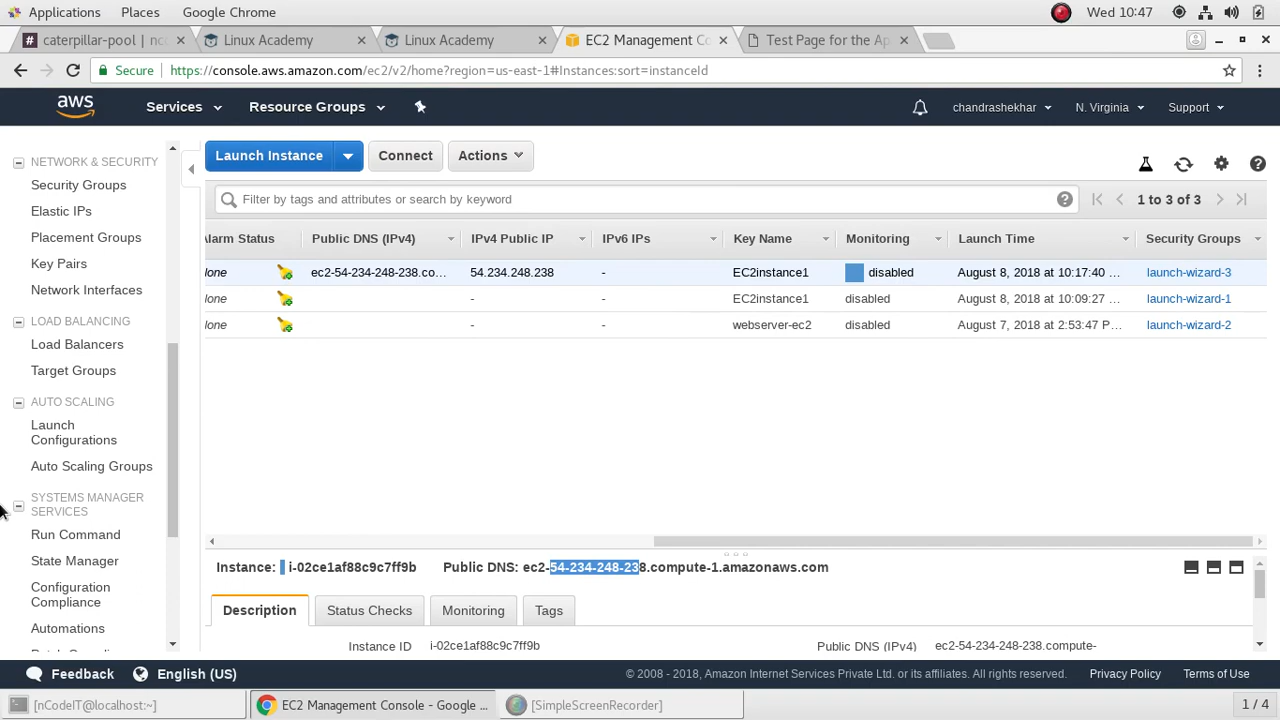 Applications Places Google Chrome Wed 10:47
caterpillar-pool | nc Linux Academy Linux Academy EC2 Management Co Test Page for the Ap
Secure https://console.aws.amazon.com/ec2/v2/home?region=us-east-1#Instances:sort=instanceId
aws Services Resource Groups chandrashekhar N. Virginia Support
NETWORK & SECURITY
Security Groups
Elastic IPs
Placement Groups
Key Pairs
Network Interfaces
LOAD BALANCING
Load Balancers
Target Groups
AUTO SCALING
Launch
Configurations
Auto Scaling Groups
SYSTEMS MANAGER
SERVICES
Run Command
State Manager
Configuration
Compliance
Automations
Launch Instance Connect Actions
Filter by tags and attributes or search by keyword 1 to 3 of 3
Alarm Status Public DNS (IPv4) IPv4 Public IP IPv6 IPs Key Name Monitoring Launch Time Security Groups
lone ec2-54-234-248-238.co... 54.234.248.238 - EC2instance1 disabled August 8, 2018 at 10:17:40 ... launch-wizard-3
lone - - EC2instance1 disabled August 8, 2018 at 10:09:27 ... launch-wizard-1
lone - - webserver-ec2 disabled August 7, 2018 at 2:53:47 P... launch-wizard-2
Instance: i-02ce1af88c9c7ff9b Public DNS: ec2-54-234-248-238.compute-1.amazonaws.com
Description Status Checks Monitoring Tags
Instance ID i-02ce1af88c9c7ff9b Public DNS (IPv4) ec2-54-234-248-238.compute-
Feedback English (US) © 2008 - 2018, Amazon Internet Services Private Ltd. or its affiliates. All rights reserved. Privacy Policy Terms of Use
[nCodeIT@localhost:~] EC2 Management Console - Google ... [SimpleScreenRecorder] 1 / 4